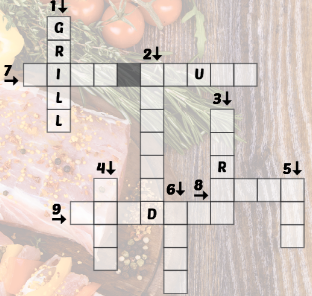 1↓
G
R
2↓
7→ I U
L
3↓
L
R
4↓ 6↓ 8→ 5↓
9→ D